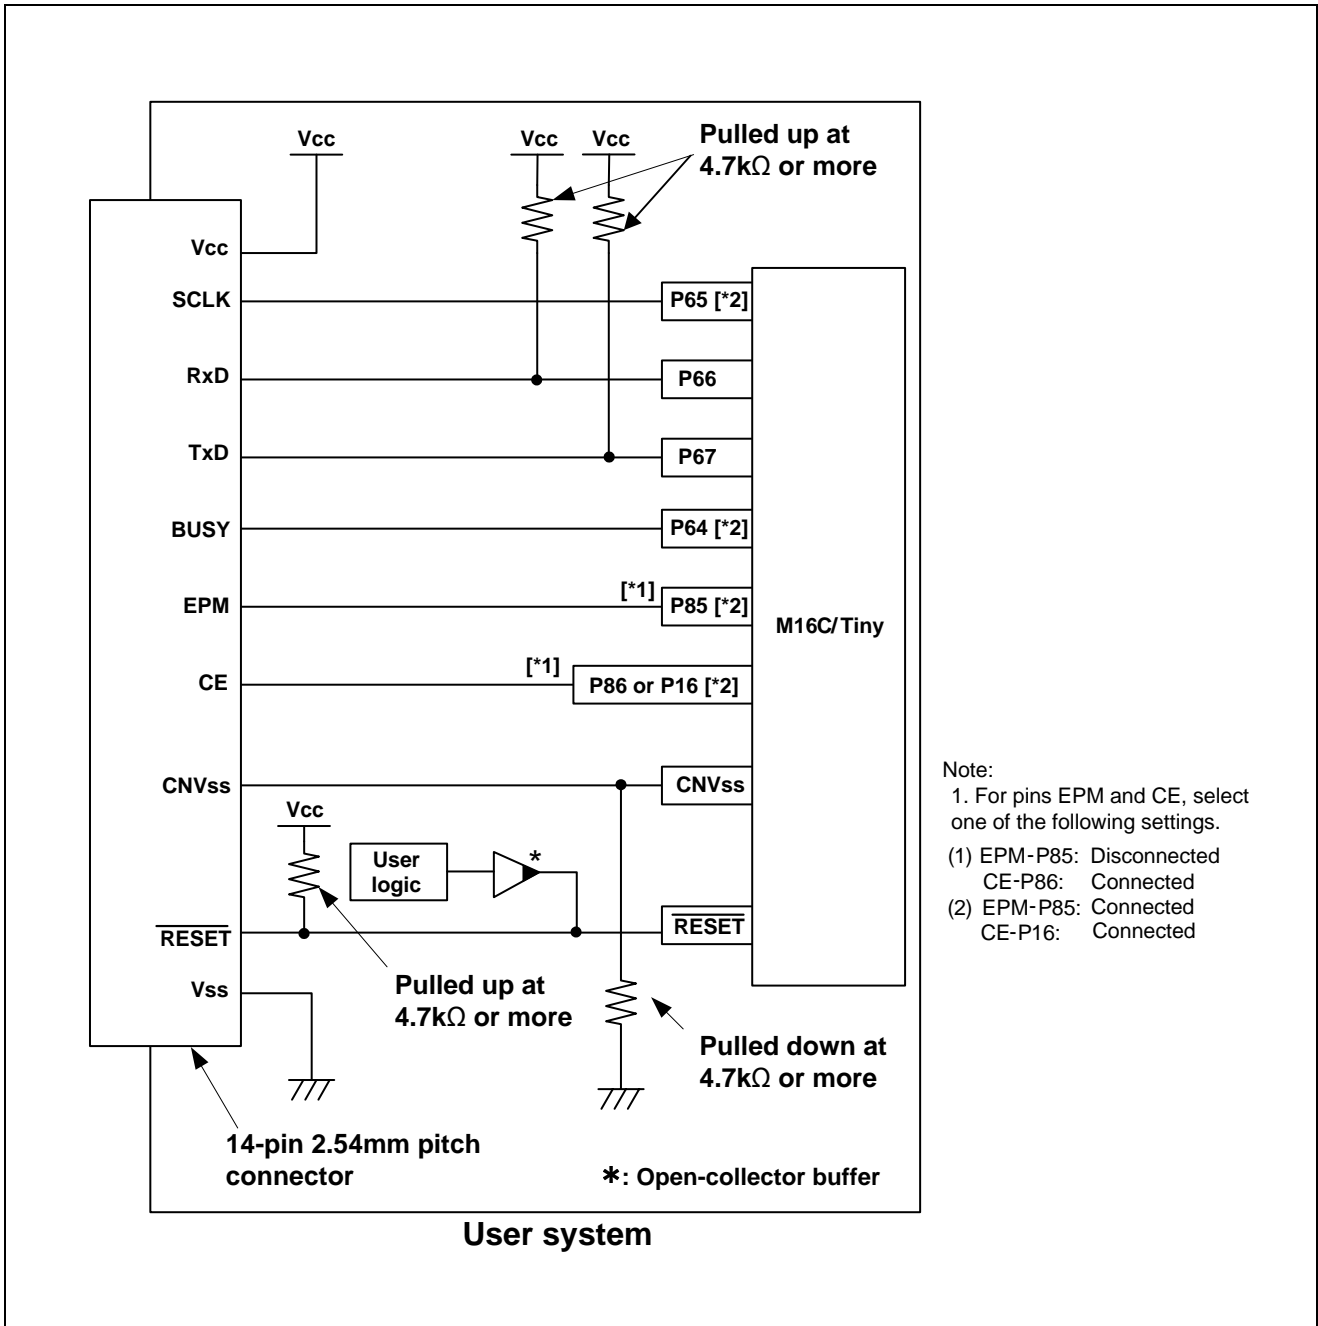 Vcc
Vcc
Vcc
Pulled up at
4.7kΩ or more
Vcc
SCLK
P65 [*2]
RxD
P66
TxD
P67
BUSY
P64 [*2]
EPM
[*1]
P85 [*2]
M16C/Tiny
CE
[*1]
P86 or P16 [*2]
CNVss
CNVss
Vcc
User
logic
*
RESET
RESET
Vss
Pulled up at
4.7kΩ or more
Pulled down at
4.7kΩ or more
14-pin 2.54mm pitch
connector
*: Open-collector buffer
User system
Note:
1. For pins EPM and CE, select
one of the following settings.
(1) EPM-P85: Disconnected
CE-P86: Connected
(2) EPM-P85: Connected
CE-P16: Connected